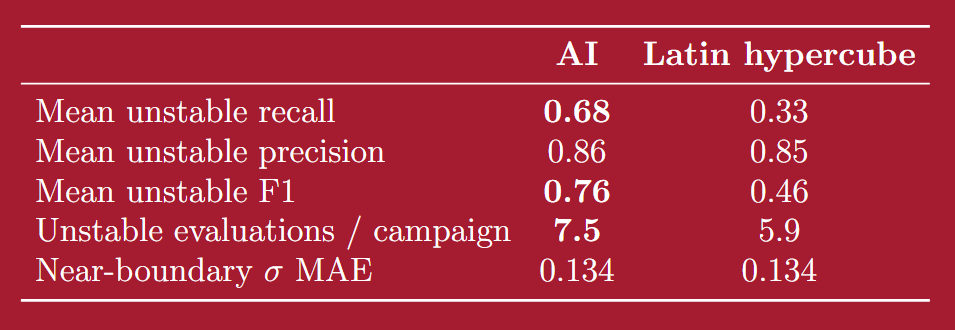 AI Latin hypercube
Mean unstable recall 0.68 0.33
Mean unstable precision 0.86 0.85
Mean unstable F1 0.76 0.46
Unstable evaluations / campaign 7.5 5.9
Near-boundary σ MAE 0.134 0.134